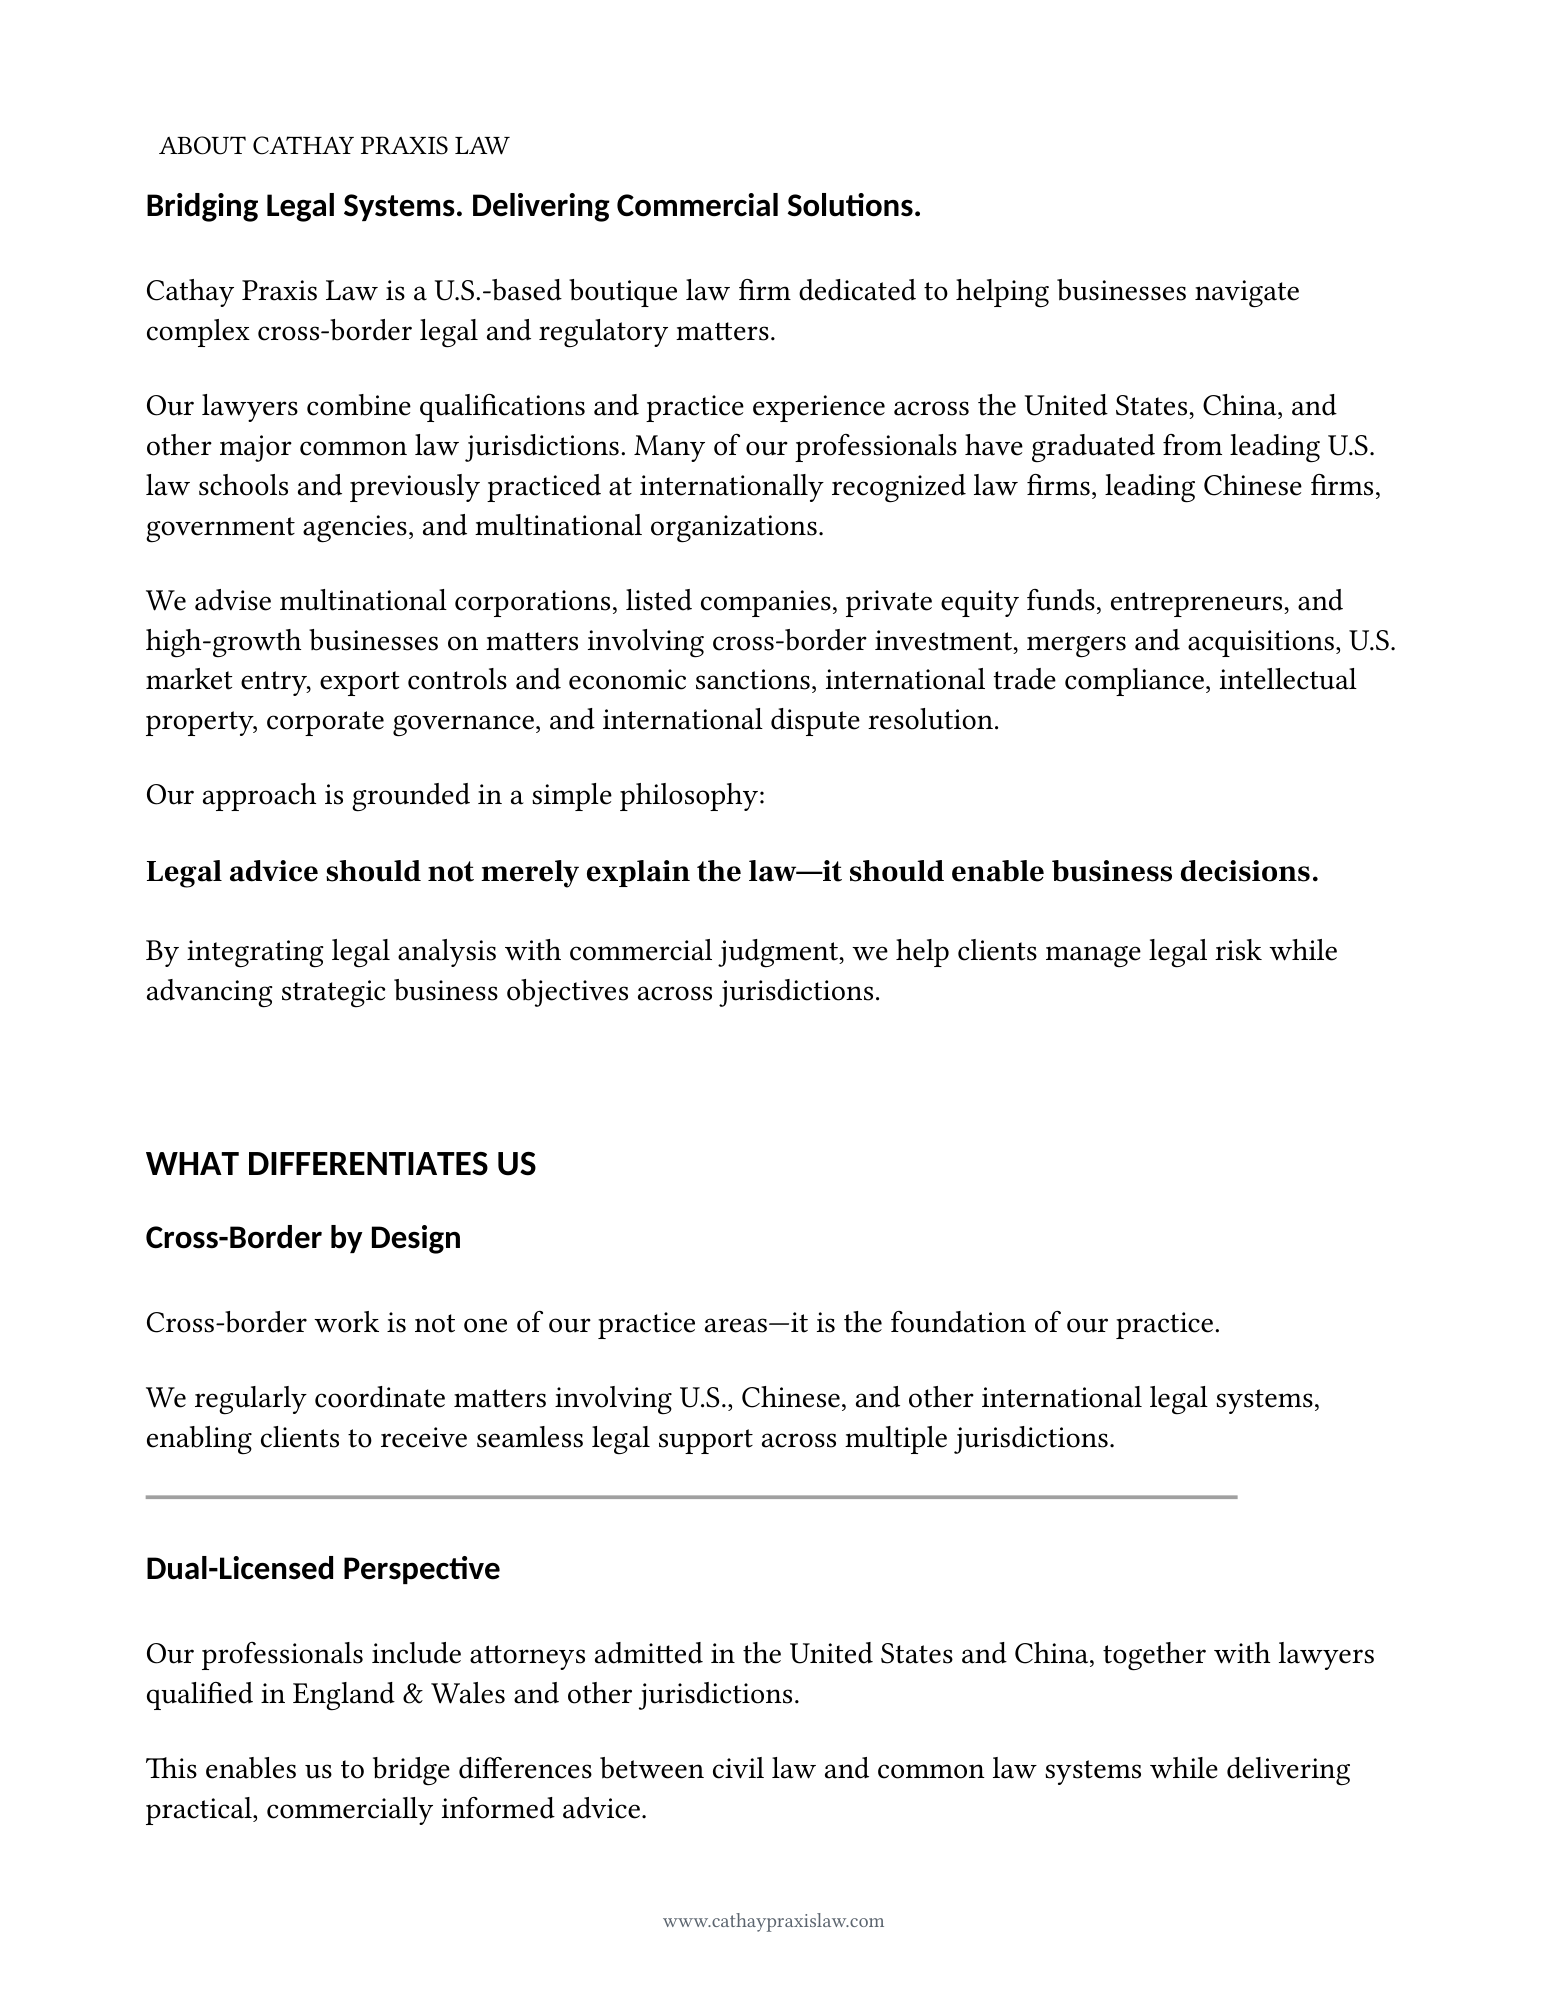 ABOUT CATHAY PRAXIS LAW
Bridging Legal Systems. Delivering Commercial Solutions.
Cathay Praxis Law is a U.S.-based boutique law firm dedicated to helping businesses navigate
complex cross-border legal and regulatory matters.
Our lawyers combine qualifications and practice experience across the United States, China, and
other major common law jurisdictions. Many of our professionals have graduated from leading U.S.
law schools and previously practiced at internationally recognized law firms, leading Chinese firms,
government agencies, and multinational organizations.
We advise multinational corporations, listed companies, private equity funds, entrepreneurs, and
high-growth businesses on matters involving cross-border investment, mergers and acquisitions, U.S.
market entry, export controls and economic sanctions, international trade compliance, intellectual
property, corporate governance, and international dispute resolution.
Our approach is grounded in a simple philosophy:
Legal advice should not merely explain the law—it should enable business decisions.
By integrating legal analysis with commercial judgment, we help clients manage legal risk while
advancing strategic business objectives across jurisdictions.
WHAT DIFFERENTIATES US
Cross-Border by Design
Cross-border work is not one of our practice areas—it is the foundation of our practice.
We regularly coordinate matters involving U.S., Chinese, and other international legal systems,
enabling clients to receive seamless legal support across multiple jurisdictions.
Dual-Licensed Perspective
Our professionals include attorneys admitted in the United States and China, together with lawyers
qualified in England & Wales and other jurisdictions.
This enables us to bridge differences between civil law and common law systems while delivering
practical, commercially informed advice.
www.cathaypraxislaw.com